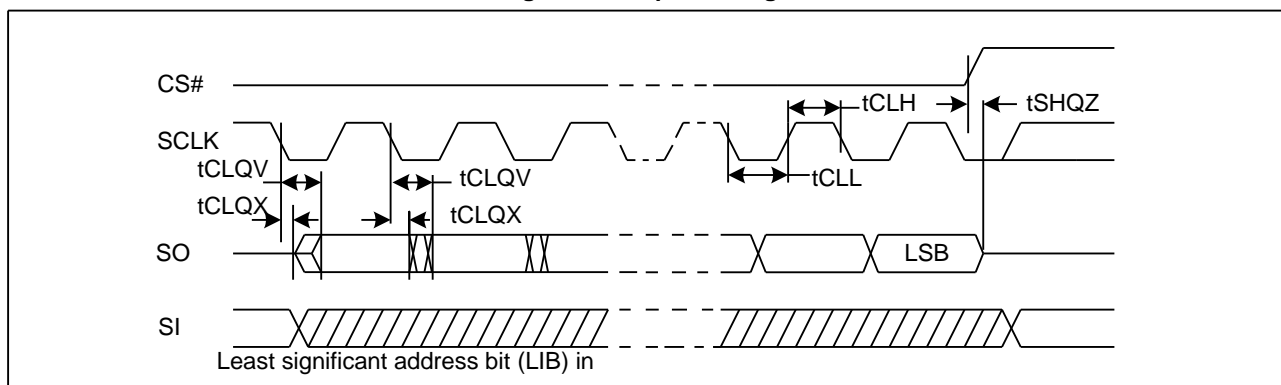 CS#
tCLH
tSHQZ
SCLK
tCLQV
tCLQV
tCLL
tCLQX
tCLQX
SO
LSB
SI
Least significant address bit (LIB) in